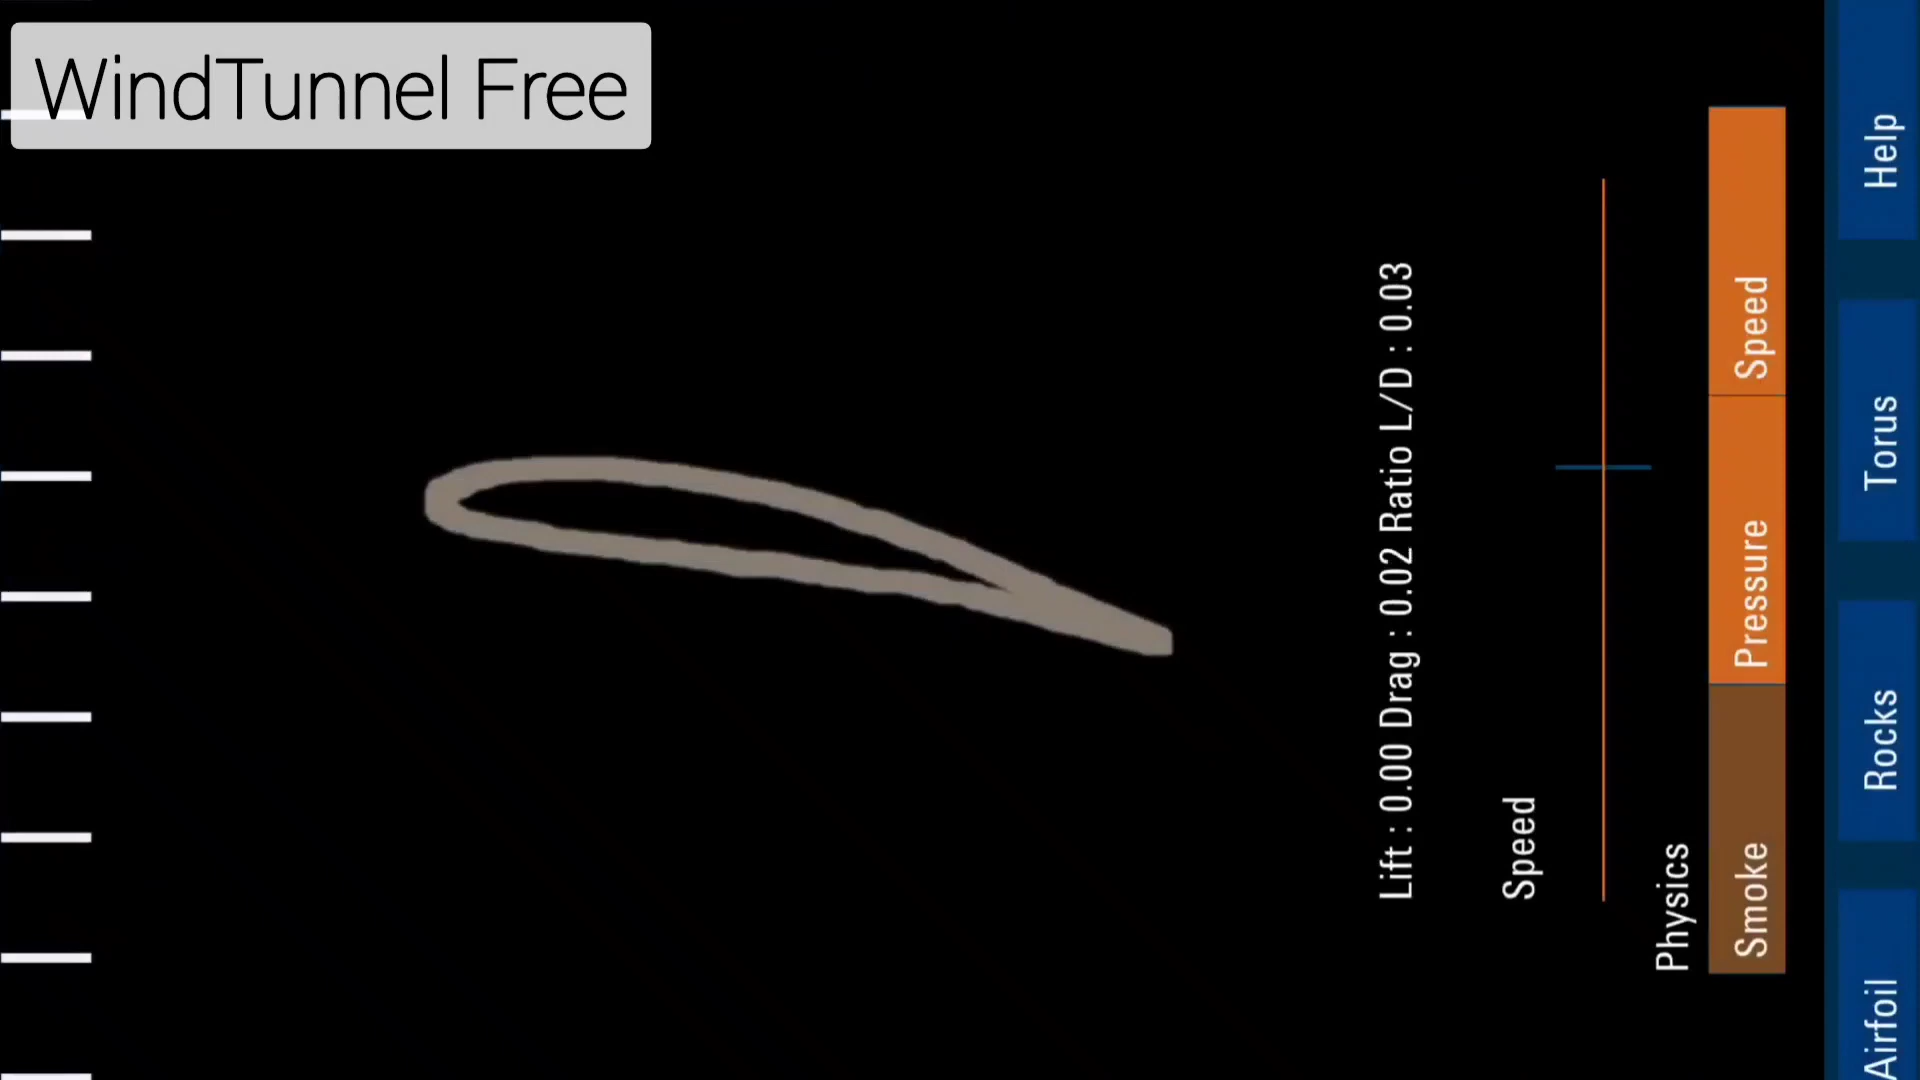 WindTunnel Free
Lift : 0.00 Drag : 0.02 Ratio L/D : 0.03
Speed
Physics
Smoke
Pressure
Speed
Airfoil
Rocks
Torus
Help